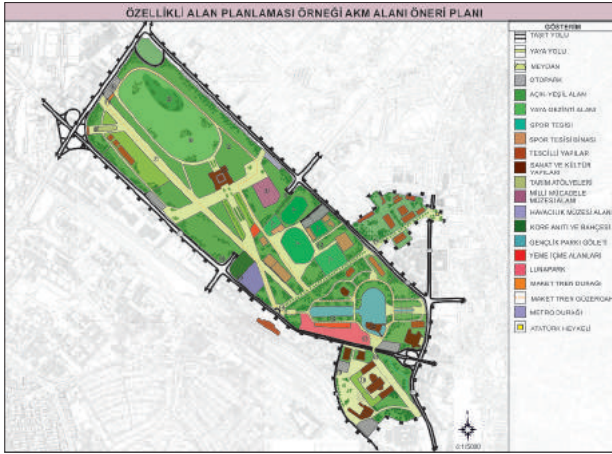 ÖZELLİKLİ ALAN PLANLAMASI ÖRNEĞİ AKM ALANI ÖNERİ PLANI
GÖSTERİM
TAŞIT YOLU
YAYA YOLU
MEYDAN
OTOPARK
AÇIK-YEŞİL ALAN
YAYA GEZİNTİ ALANI
SPOR TESİSİ
SPOR TESİSİ BİNASI
TESCİLLİ YAPILAR
SANAT VE KÜLTÜR
YAPILARI
TARIM ATÖLYELERİ
MİLLİ MÜCADELE
MÜZESİ ALANI
HAVACILIK MÜZESİ ALANI
KORE ANITI VE BAHÇESİ
GENÇLİK PARKI GÖLETİ
YEME İÇME ALANLARI
LUNAPARK
MAKET TREN DURAĞI
MAKET TREN GÜZERGAH
METRO DURAĞI
ATATÜRK HEYKELİ
Ö:1/5000